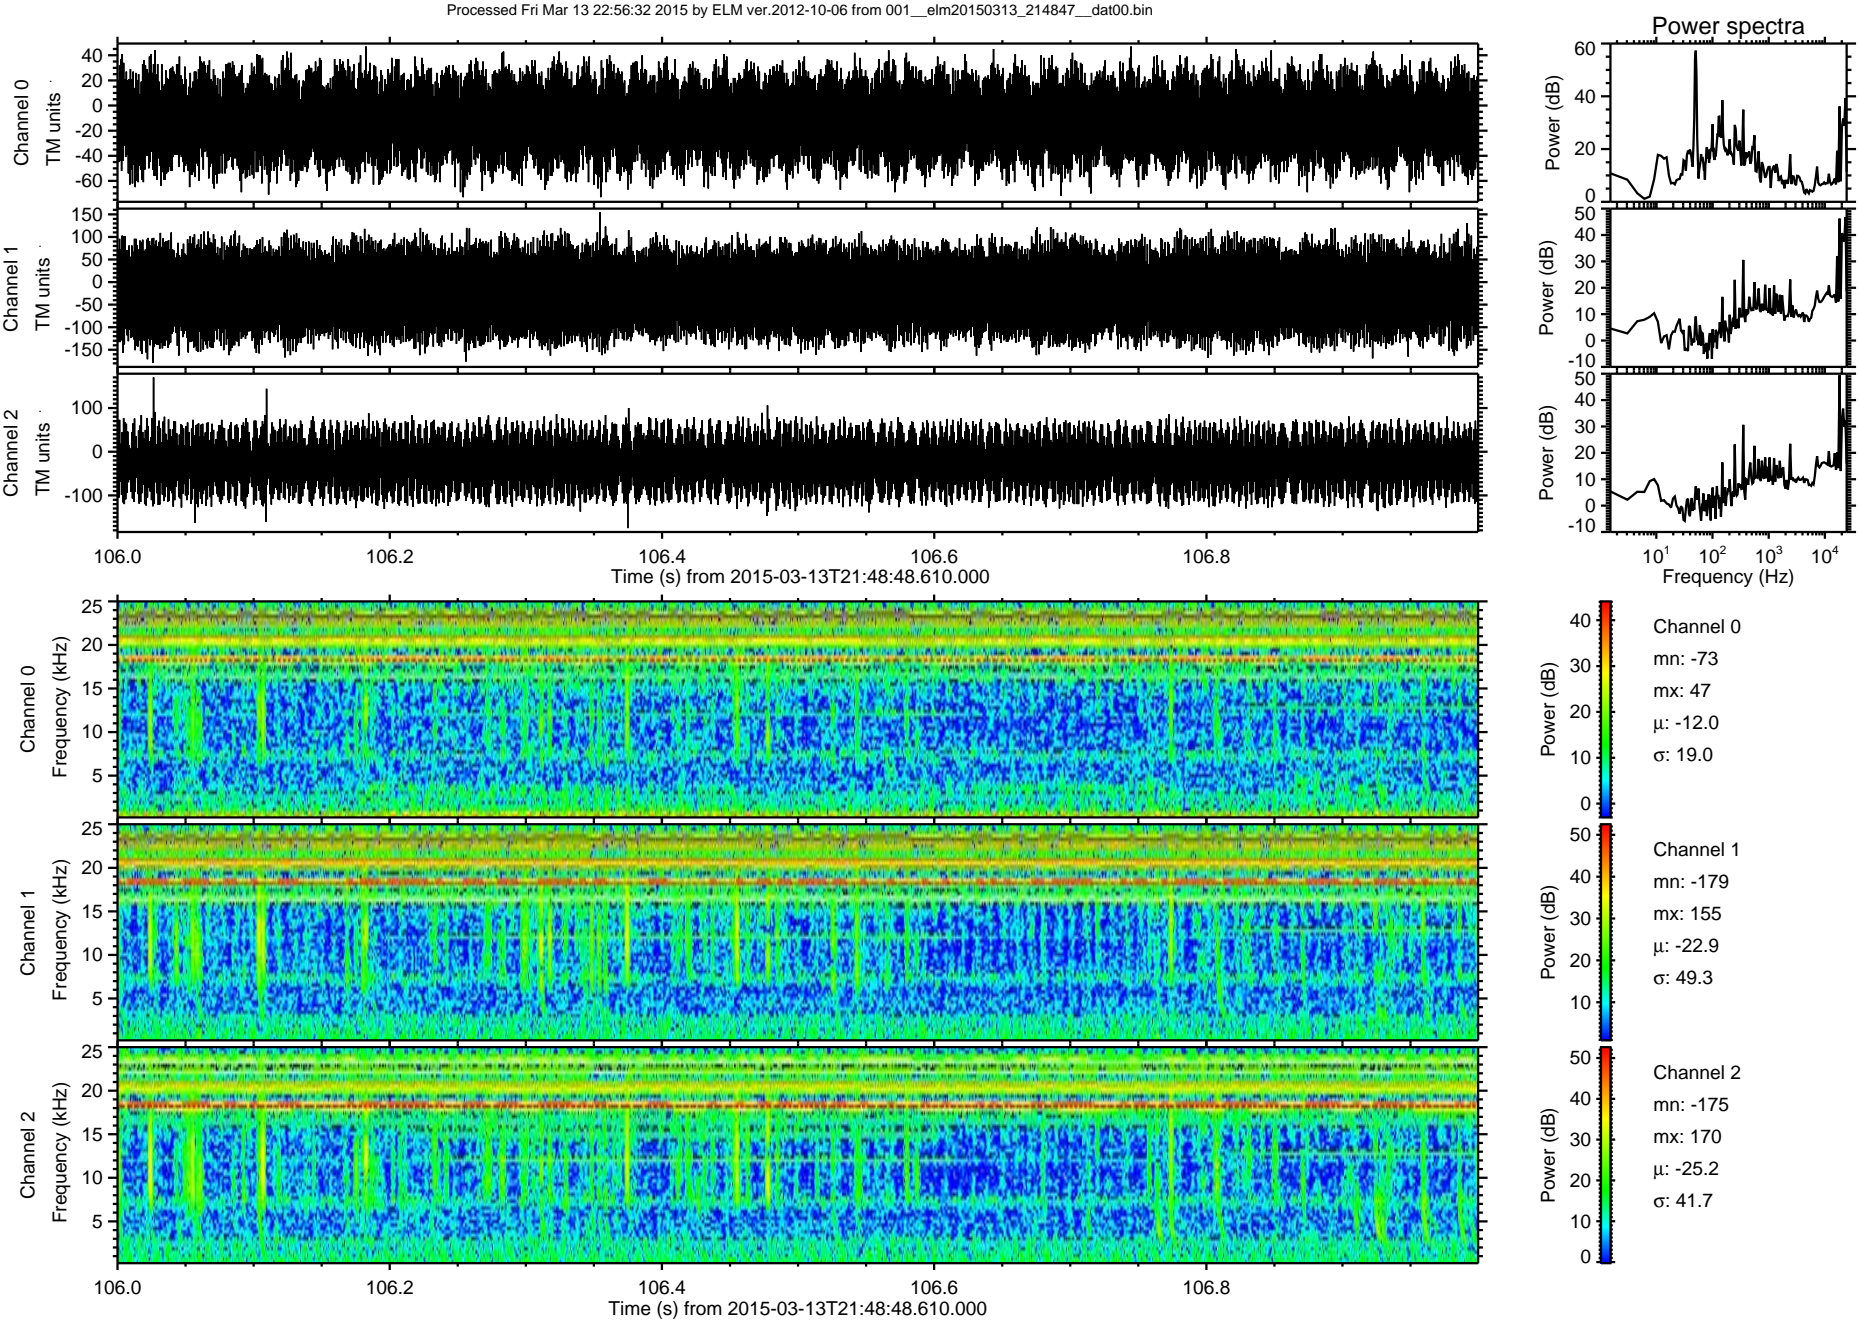 Processed Fri Mar 13 22:56:32 2015 by ELM ver.2012-10-06 from 001__elm20150313_214847__dat00.bin
Power spectra
Channel 0
TM units
40
20
0
-20
-40
-60
Power (dB)
60
40
20
0
Channel 1
TM units
150
100
50
0
-50
-100
-150
Power (dB)
50
40
30
20
10
0
-10
Channel 2
TM units
100
0
-100
Power (dB)
50
40
30
20
10
0
-10
106.0 106.2 106.4 106.6 106.8
Time (s) from 2015-03-13T21:48:48.610.000
10^1 10^2 10^3 10^4
Frequency (Hz)
Channel 0
Frequency (kHz)
25
20
15
10
5
Power (dB)
40
30
20
10
0
Channel 0
mn: -73
mx: 47
μ: -12.0
σ: 19.0
Channel 1
Frequency (kHz)
25
20
15
10
5
Power (dB)
50
40
30
20
10
Channel 1
mn: -179
mx: 155
μ: -22.9
σ: 49.3
Channel 2
Frequency (kHz)
25
20
15
10
5
Power (dB)
50
40
30
20
10
0
Channel 2
mn: -175
mx: 170
μ: -25.2
σ: 41.7
106.0 106.2 106.4 106.6 106.8
Time (s) from 2015-03-13T21:48:48.610.000